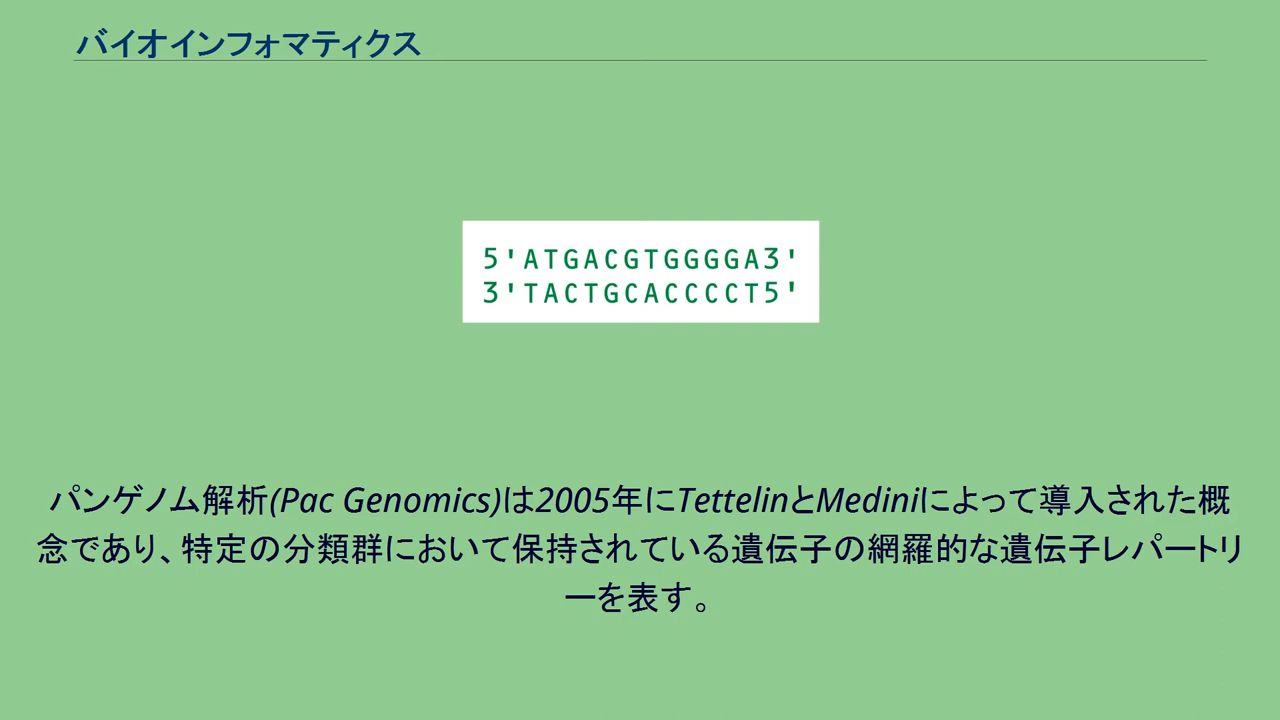 バイオインフォマティクス
5'ATGACGTGGGGA3'
3'TACTGCACCCCT5'
パンゲノム解析(Pac Genomics)は2005年にTettelinとMediniによって導入された概
念であり、特定の分類群において保持されている遺伝子の網羅的な遺伝子レパートリ
ーを表す。